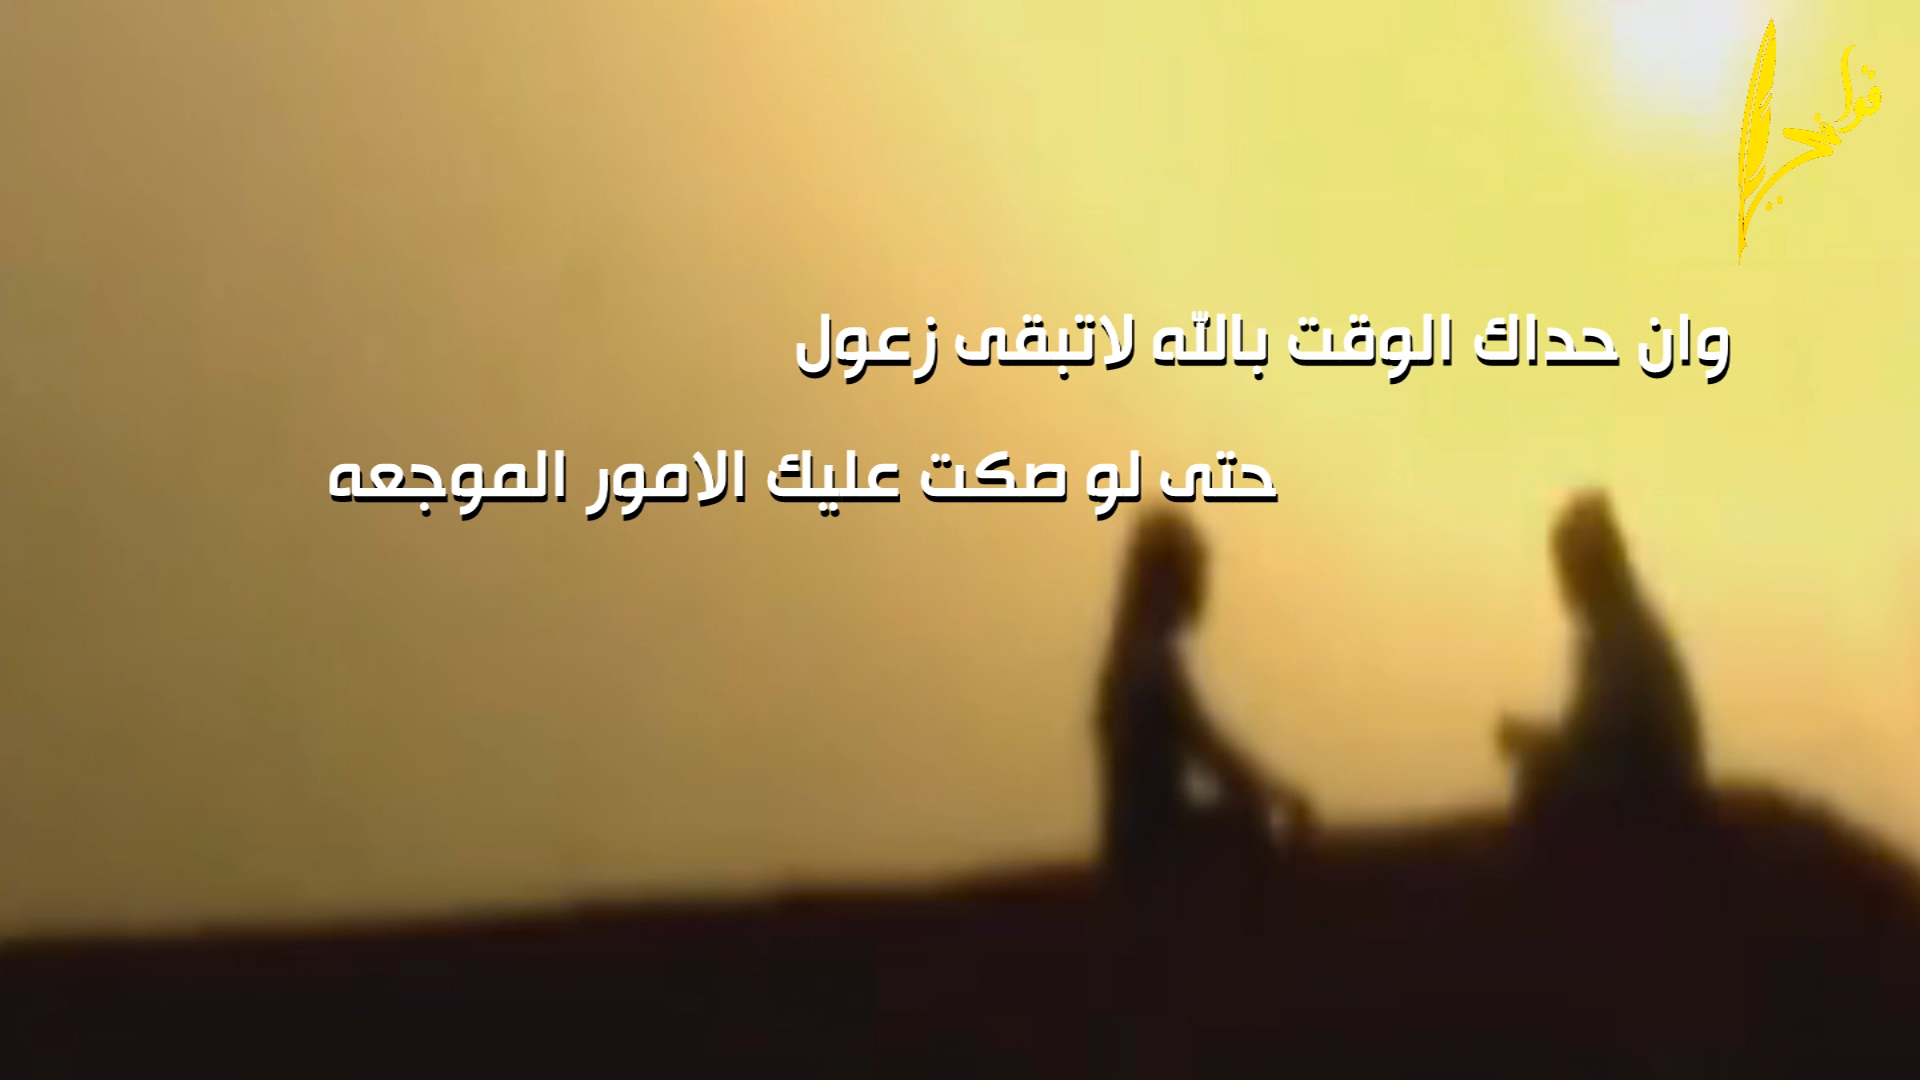 وان حداك الوقت بالله لاتبقى زعول
حتى لو صكت عليك الامور الموجعه